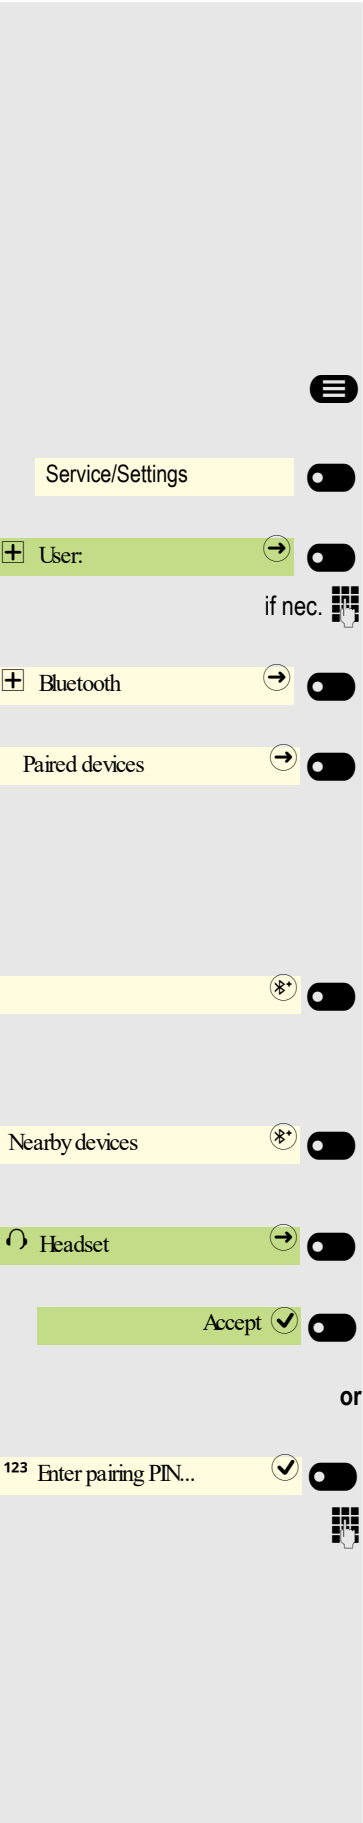 Service/Settings
User:
if nec.
Bluetooth
Paired devices
Nearby devices
Headset
Accept
or
123 Enter pairing PIN...